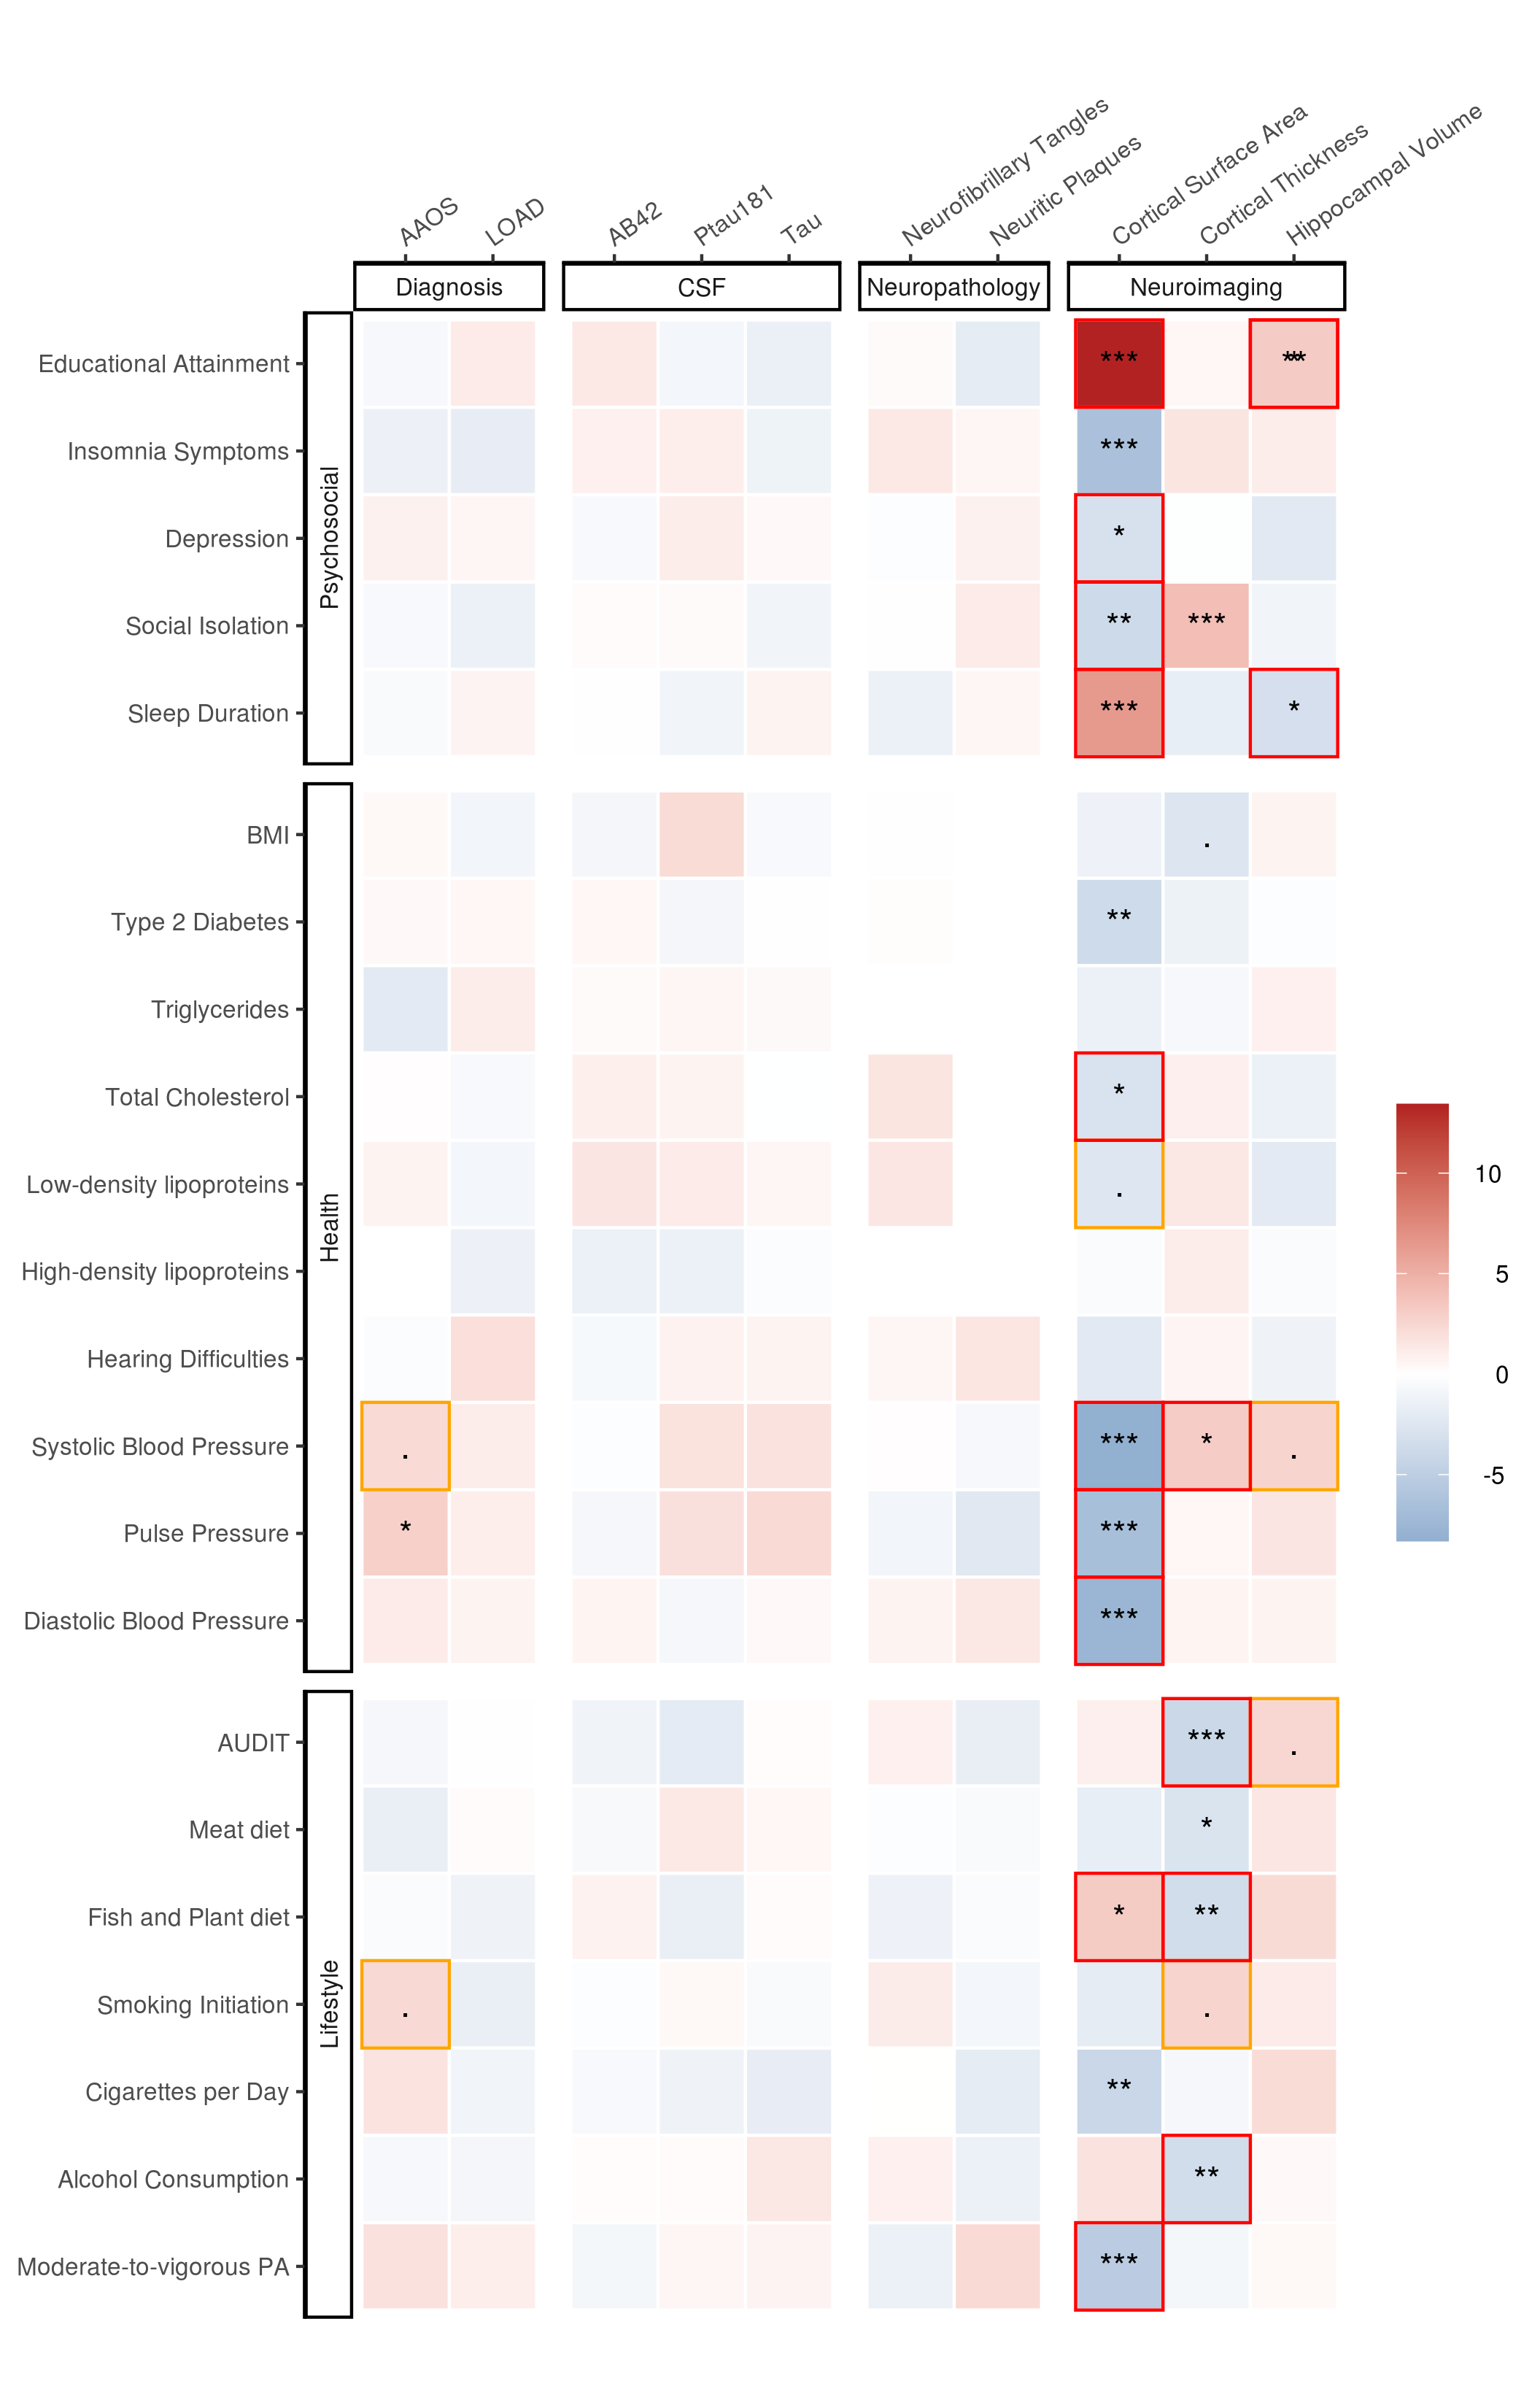 AAOS
LOAD
AB42
Ptau181
Tau
Neurofibrillary Tangles
Neuritic Plaques
Cortical Surface Area
Cortical Thickness
Hippocampal Volume
Diagnosis CSF Neuropathology Neuroimaging
Psychosocial
Educational Attainment *** ***
Insomnia Symptoms ***
Depression *
Social Isolation ** ***
Sleep Duration *** *
Health
BMI .
Type 2 Diabetes **
Triglycerides
Total Cholesterol *
Low-density lipoproteins .
High-density lipoproteins
Hearing Difficulties
Systolic Blood Pressure . *** * .
Pulse Pressure * ***
Diastolic Blood Pressure ***
Lifestyle
AUDIT *** .
Meat diet *
Fish and Plant diet * **
Smoking Initiation . .
Cigarettes per Day **
Alcohol Consumption **
Moderate-to-vigorous PA ***
10
5
0
-5